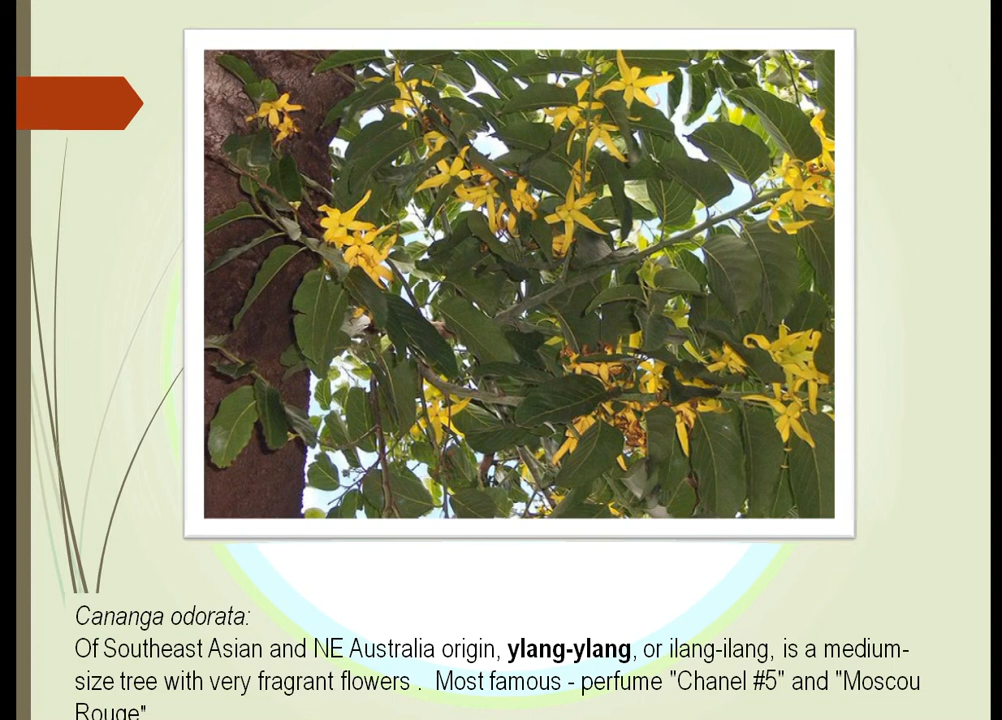 Cananga odorata:
Of Southeast Asian and NE Australia origin, ylang-ylang, or ilang-ilang, is a medium-
size tree with very fragrant flowers . Most famous - perfume "Chanel #5" and "Moscou
Rouge"